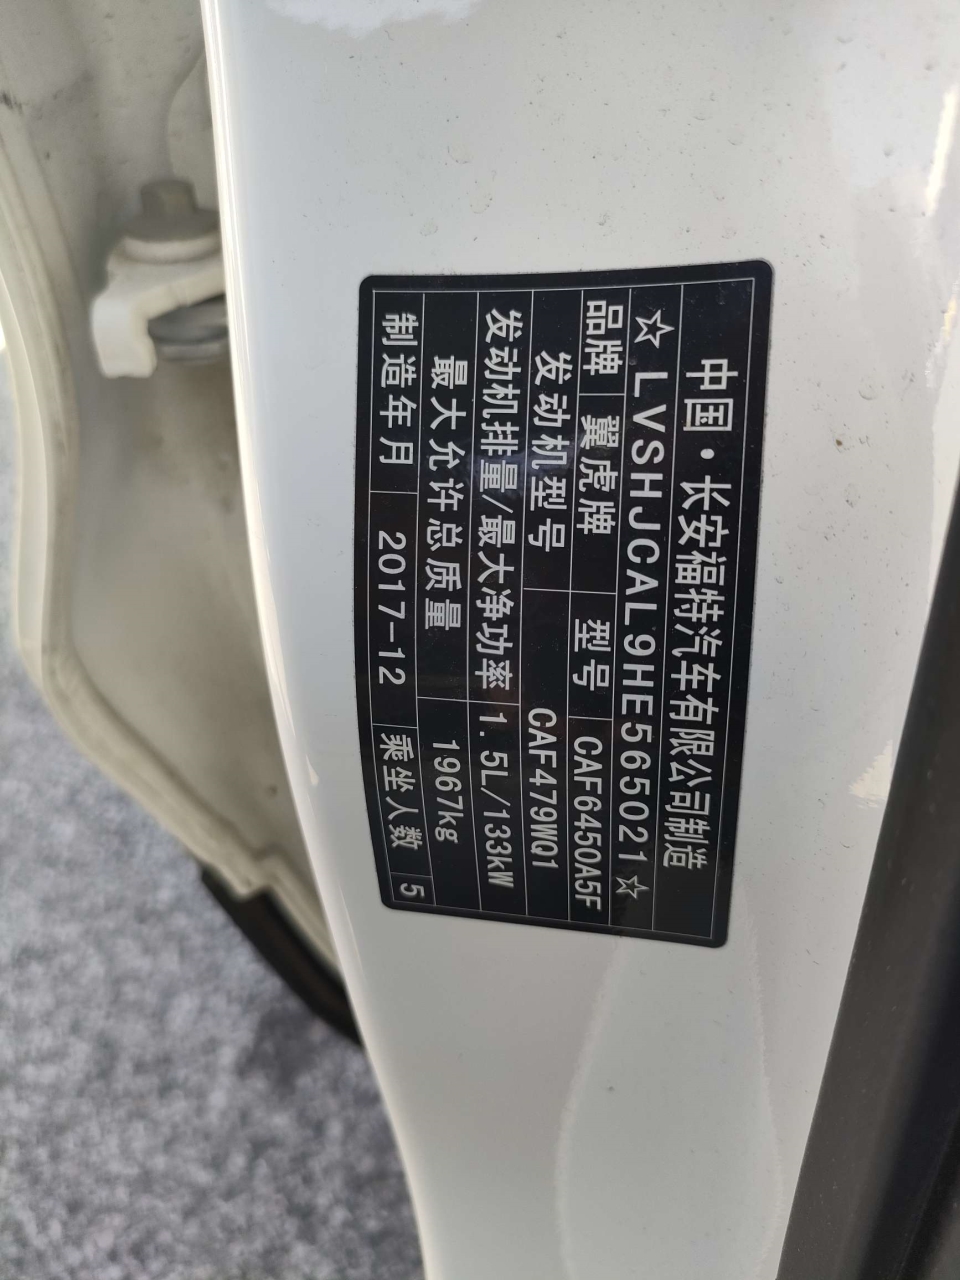 中国·长安福特汽车有限公司制造
☆LVSHJCAL9HE565021☆
品牌 翼虎牌 型号 CAF6450A5F
发动机型号 CAF479WQ1
发动机排量/最大净功率 1.5L/133kW
最大允许总质量 1967kg
制造年月 2017-12 乘坐人数 5